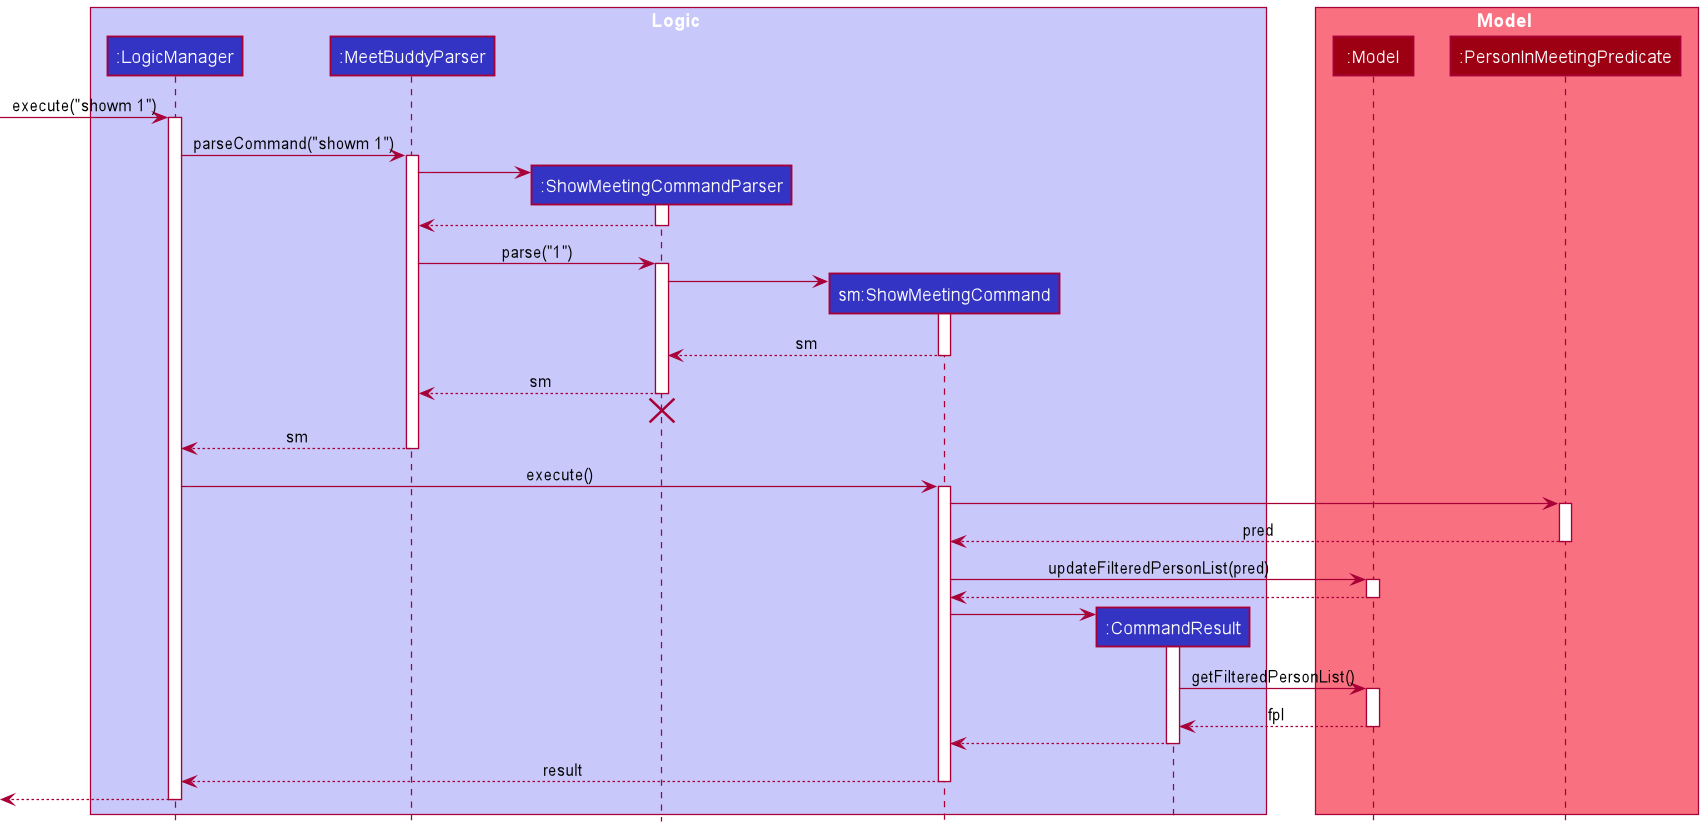 Logic
Model
:LogicManager
:MeetBuddyParser
:Model
:PersonInMeetingPredicate
execute("showm 1")
parseCommand("showm 1")
:ShowMeetingCommandParser
parse("1")
sm:ShowMeetingCommand
sm
sm
sm
execute()
pred
updateFilteredPersonList(pred)
:CommandResult
getFilteredPersonList()
fpl
result